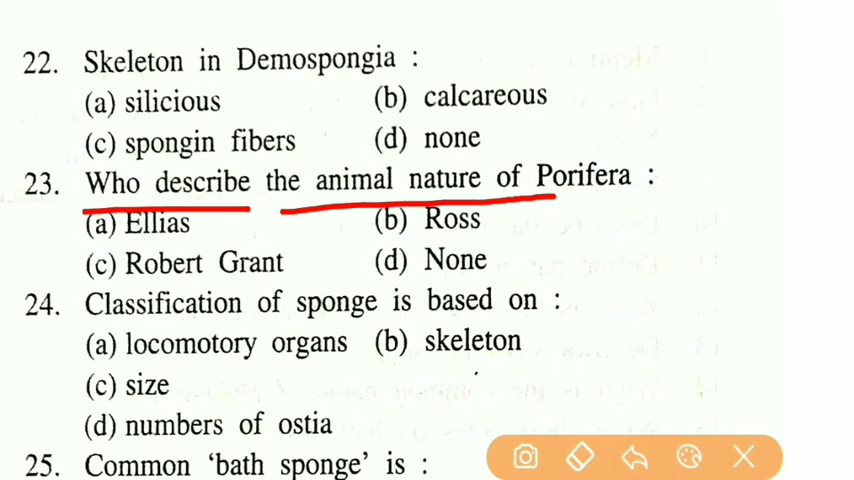 22. Skeleton in Demospongia :
(a) silicious (b) calcareous
(c) spongin fibers (d) none
23. Who describe the animal nature of Porifera :
(a) Ellias (b) Ross
(c) Robert Grant (d) None
24. Classification of sponge is based on :
(a) locomotory organs (b) skeleton
(c) size
(d) numbers of ostia
25. Common ‘bath sponge’ is :